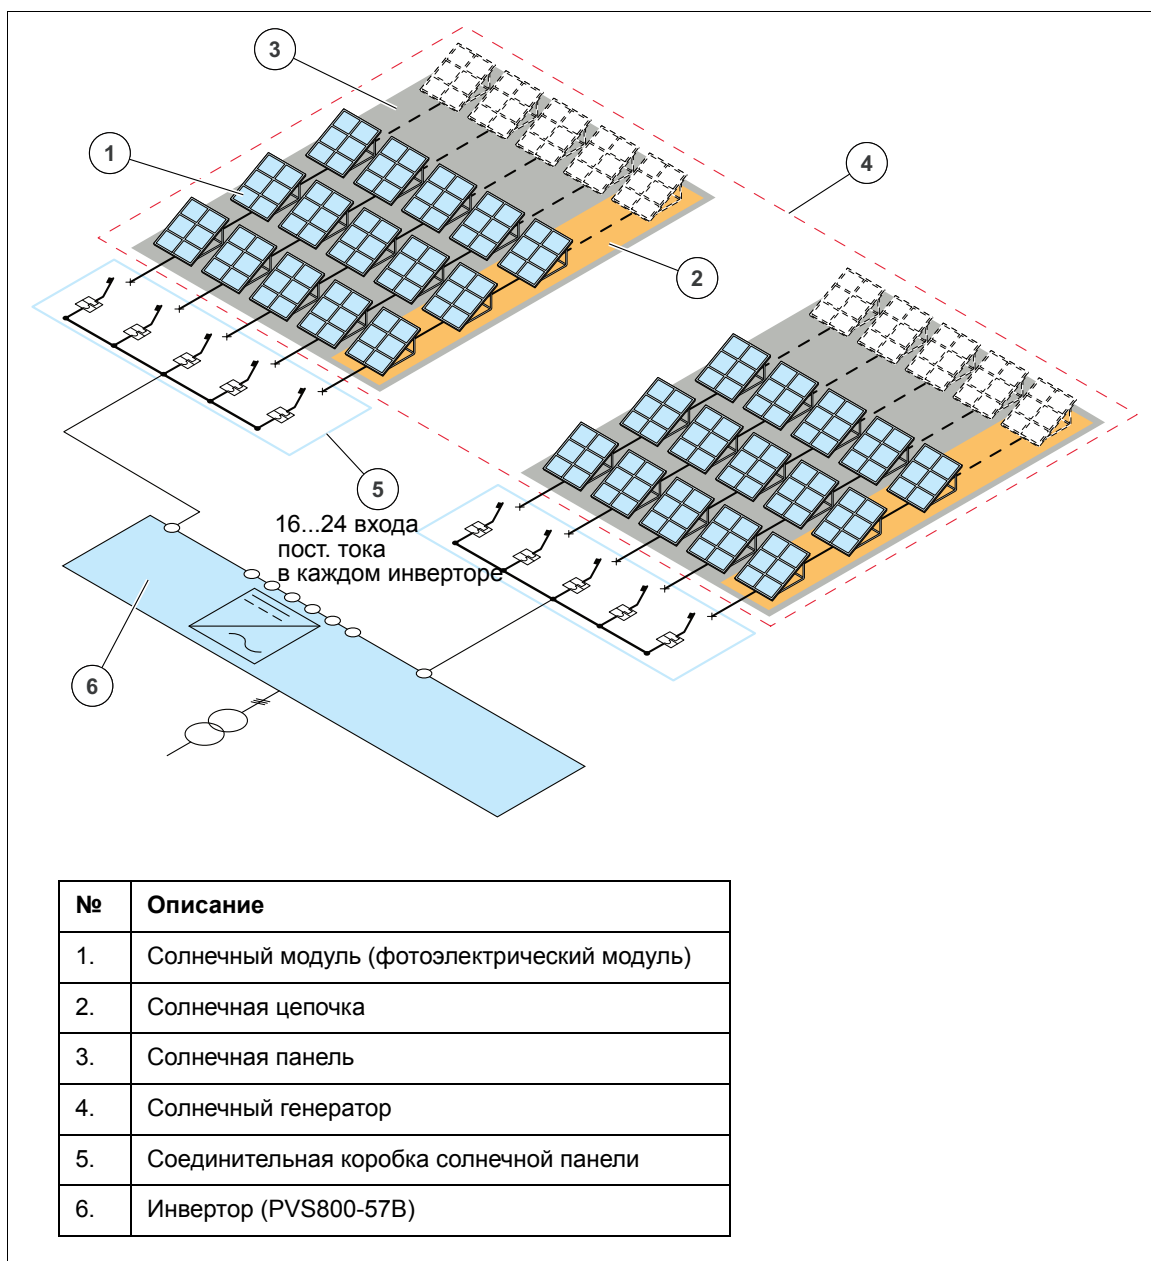 3
1
4
2
5
16...24 входа
пост. тока
в каждом инверторе
6
№ Описание
1. Солнечный модуль (фотоэлектрический модуль)
2. Солнечная цепочка
3. Солнечная панель
4. Солнечный генератор
5. Соединительная коробка солнечной панели
6. Инвертор (PVS800-57B)